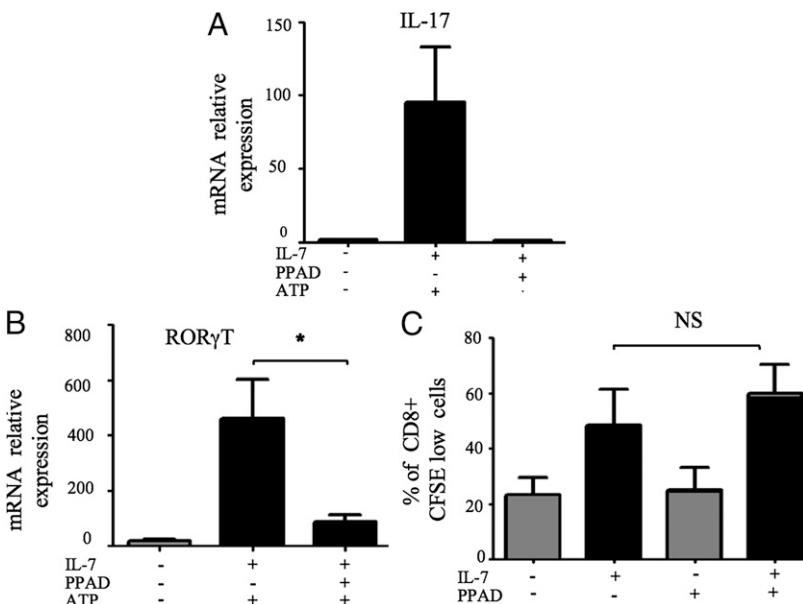 A
IL-17
mRNA relative
expression
150
100
50
0
IL-7 - + +
PPAD - - +
ATP - + -
B
RORγT
*
mRNA relative
expression
800
600
400
200
0
IL-7 - + +
PPAD - - +
ATP - + +
C
NS
% of CD8+
CFSE low cells
80
60
40
20
0
IL-7 - + - +
PPAD - - + +